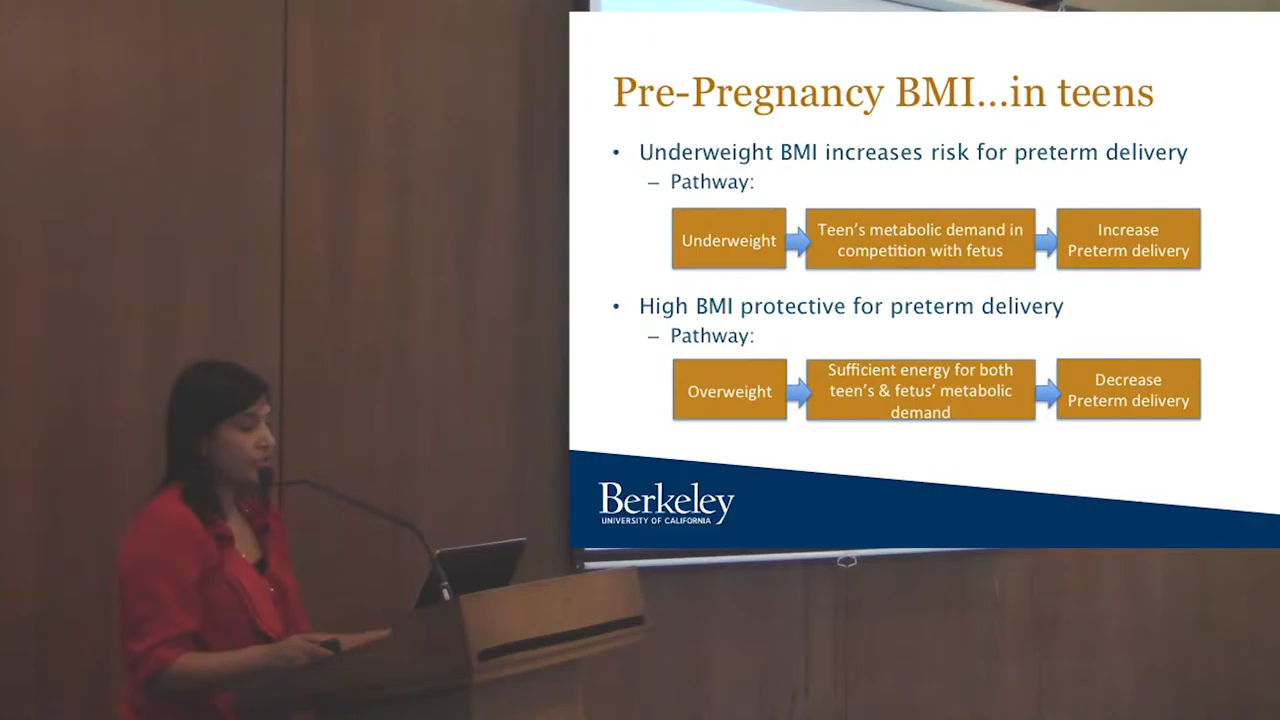 Pre-Pregnancy BMI...in teens
• Underweight BMI increases risk for preterm delivery
– Pathway:
Underweight
Teen's metabolic demand in
competition with fetus
Increase
Preterm delivery
• High BMI protective for preterm delivery
– Pathway:
Overweight
Sufficient energy for both
teen's & fetus' metabolic
demand
Decrease
Preterm delivery
Berkeley
UNIVERSITY OF CALIFORNIA